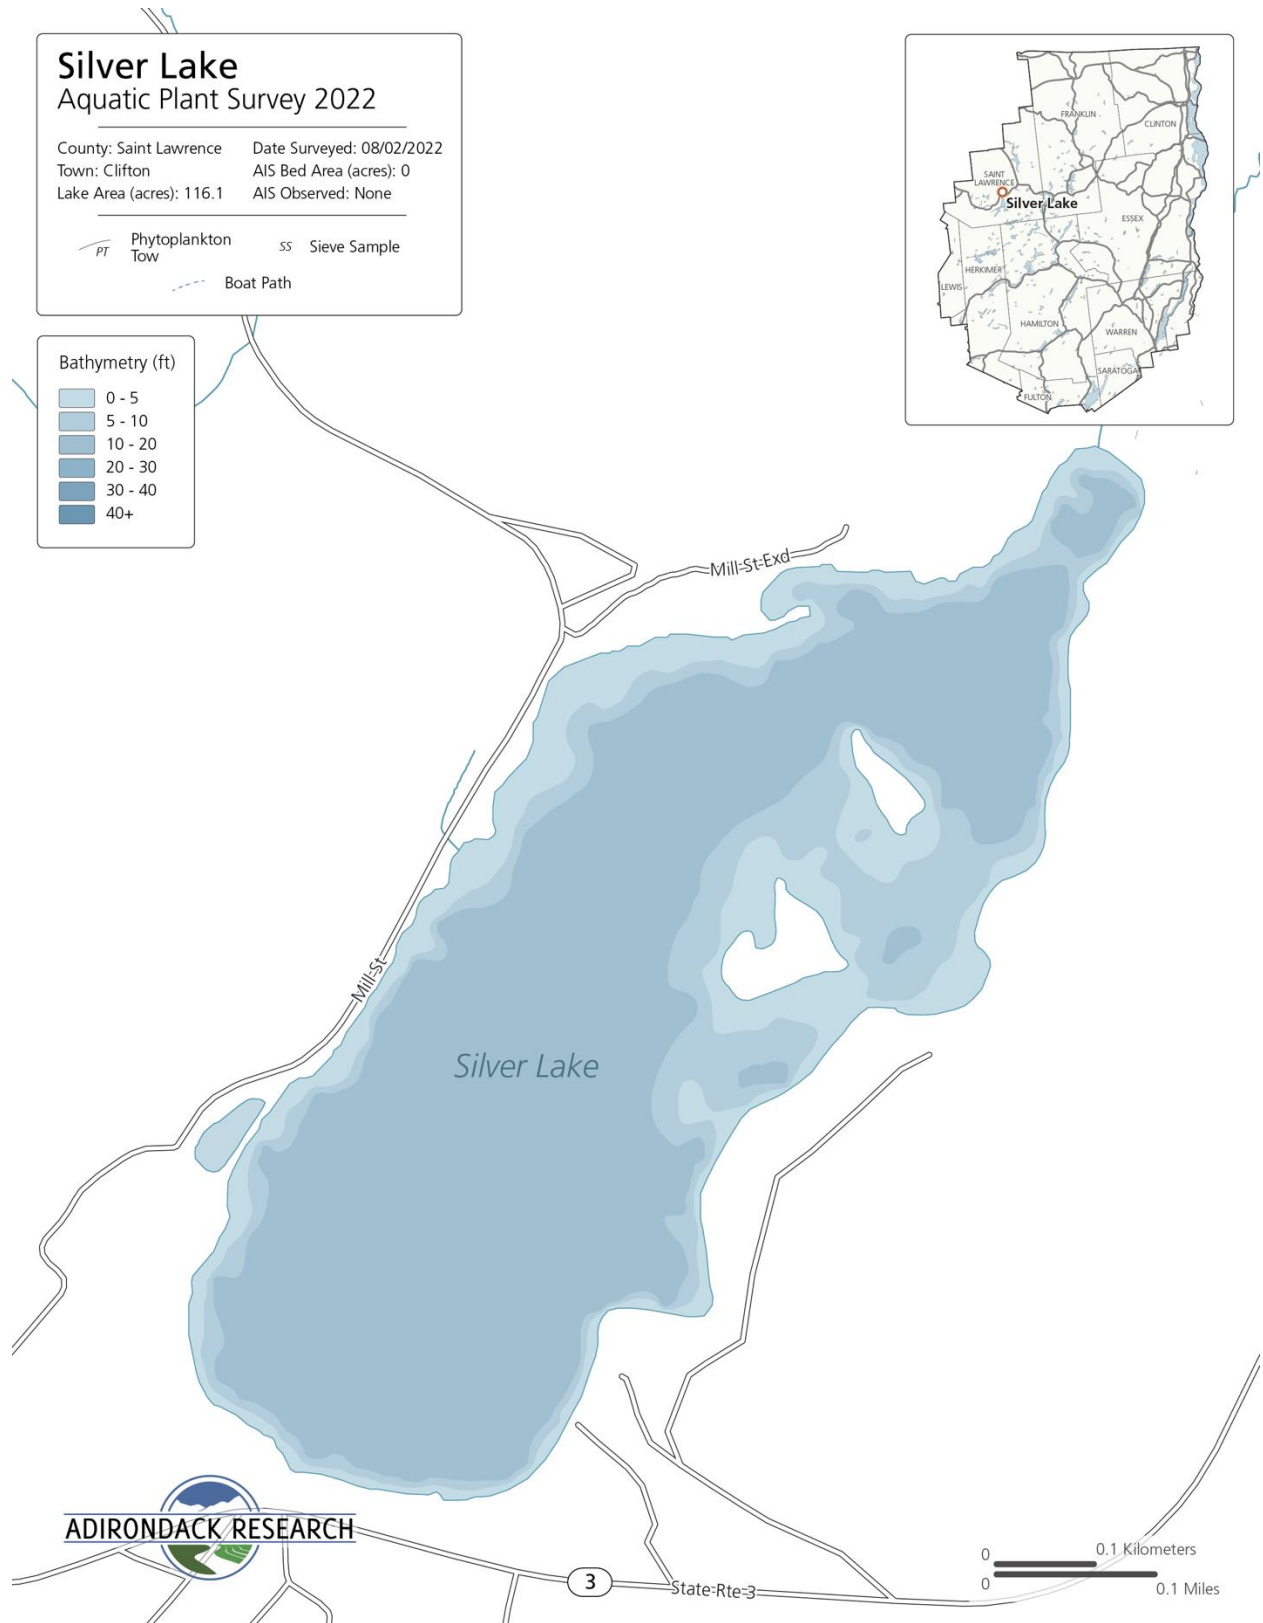 Silver Lake
Aquatic Plant Survey 2022
County: Saint Lawrence
Date Surveyed: 08/02/2022
Town: Clifton
AIS Bed Area (acres): 0
Lake Area (acres): 116.1
AIS Observed: None
PT
Phytoplankton
Tow
SS
Sieve Sample
Boat Path
Bathymetry (ft)
0 - 5
5 - 10
10 - 20
20 - 30
30 - 40
40+
FRANKLIN
CLINTON
SAINT
LAWRENCE
Silver Lake
ESSEX
HERKIMER
LEWIS
HAMILTON
WARREN
SARATOGA
FULTON
Mill-St-Exd
Mill-St
Silver Lake
ADIRONDACK RESEARCH
3
State-Rte-3
0
0.1 Kilometers
0
0.1 Miles